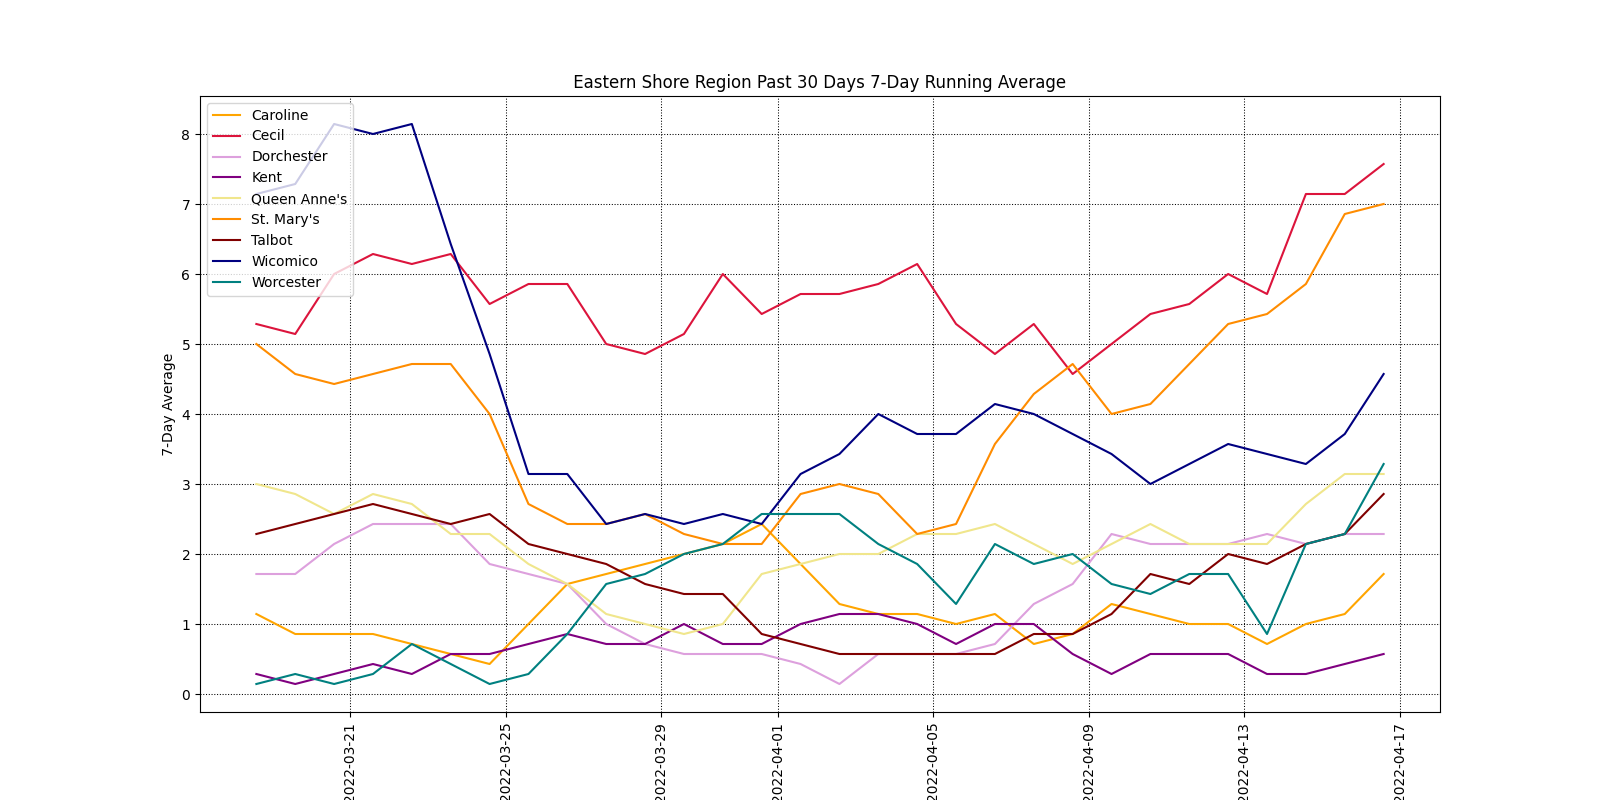 Eastern Shore Region Past 30 Days 7-Day Running Average
Caroline
Cecil
Dorchester
Kent
Queen Anne's
St. Mary's
Talbot
Wicomico
Worcester
7-Day Average
8
7
6
5
4
3
2
1
0
2022-03-21
2022-03-25
2022-03-29
2022-04-01
2022-04-05
2022-04-09
2022-04-13
2022-04-17